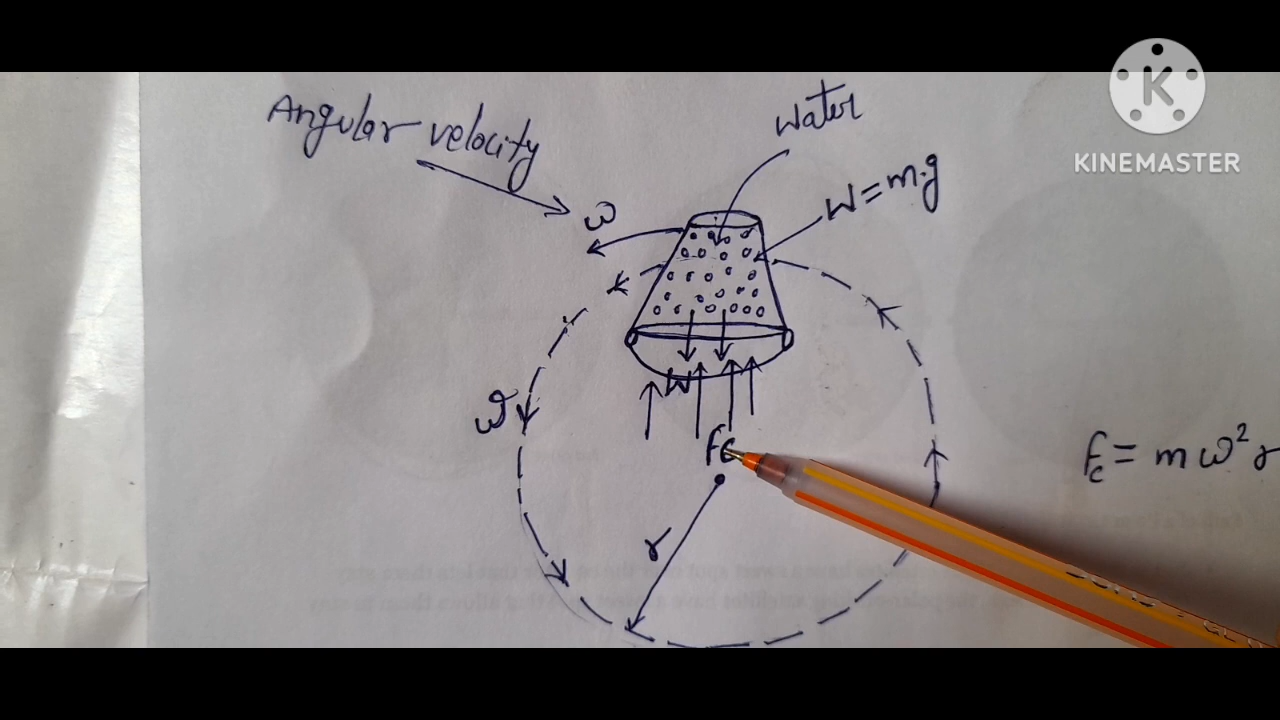 Angular velocity
water
KINEMASTER
W = m.g
ω
ω
W
Fc
Fc = mω²r
r